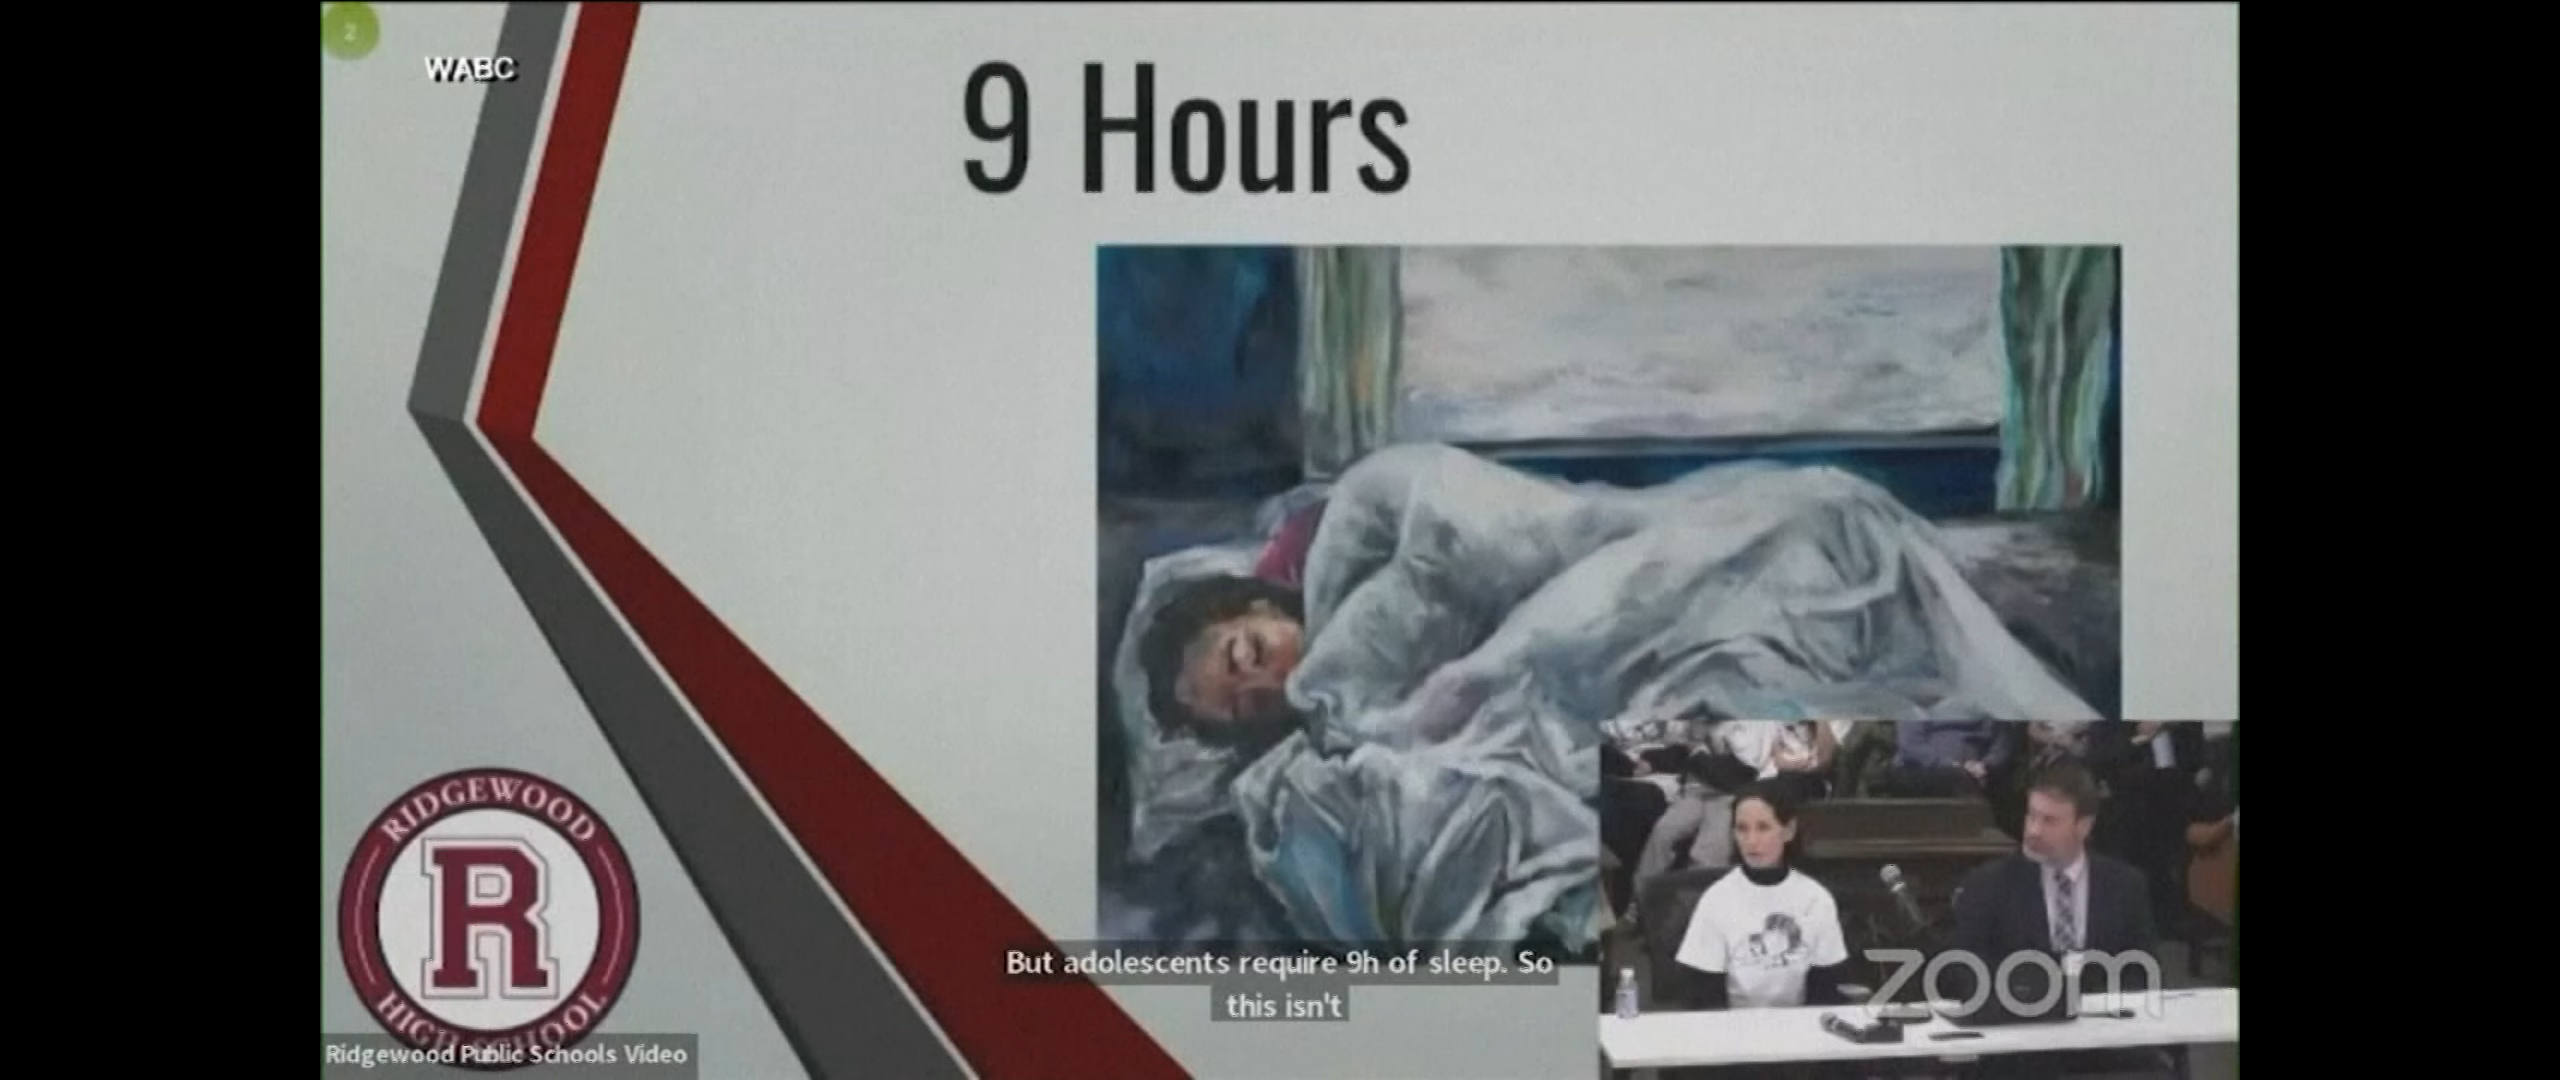 2
WABC
9 Hours
RIDGEWOOD
R
HIGH SCHOOL
Ridgewood Public Schools Video
But adolescents require 9h of sleep. So
this isn't
zoom